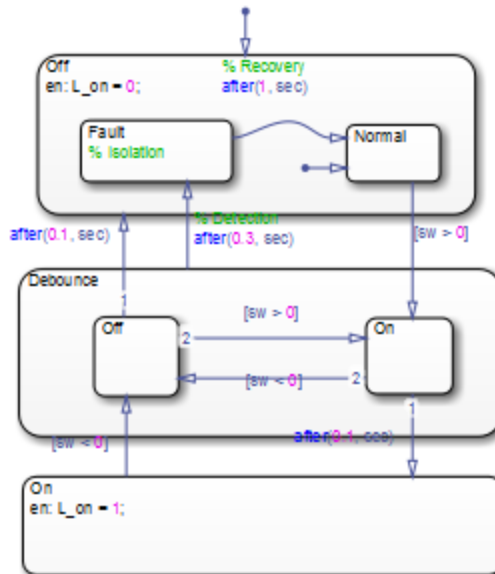 Off
en: L_on = 0;
% Recovery
after(1, sec)
Fault
% Isolation
Normal
% Detection
after(0.1, sec)
after(0.3, sec)
[sw > 0]
Debounce
1
Off
[sw > 0]
On
2
[sw < 0]
2
1
[sw < 0]
after(0.1, sec)
On
en: L_on = 1;